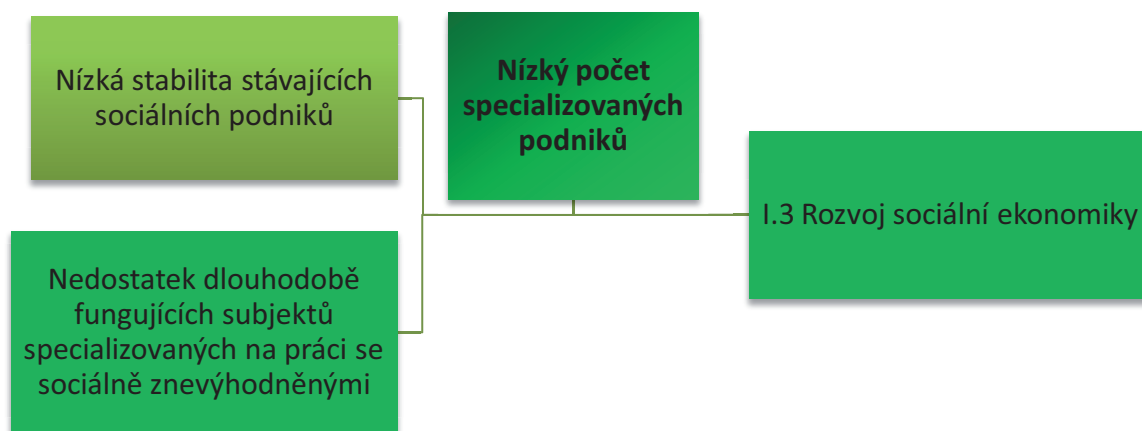 Nízká stabilita stávajících
sociálních podniků
Nízký počet
specializovaných
podniků
I.3 Rozvoj sociální ekonomiky
Nedostatek dlouhodobě
fungujících subjektů
specializovaných na práci se
sociálně znevýhodněnými